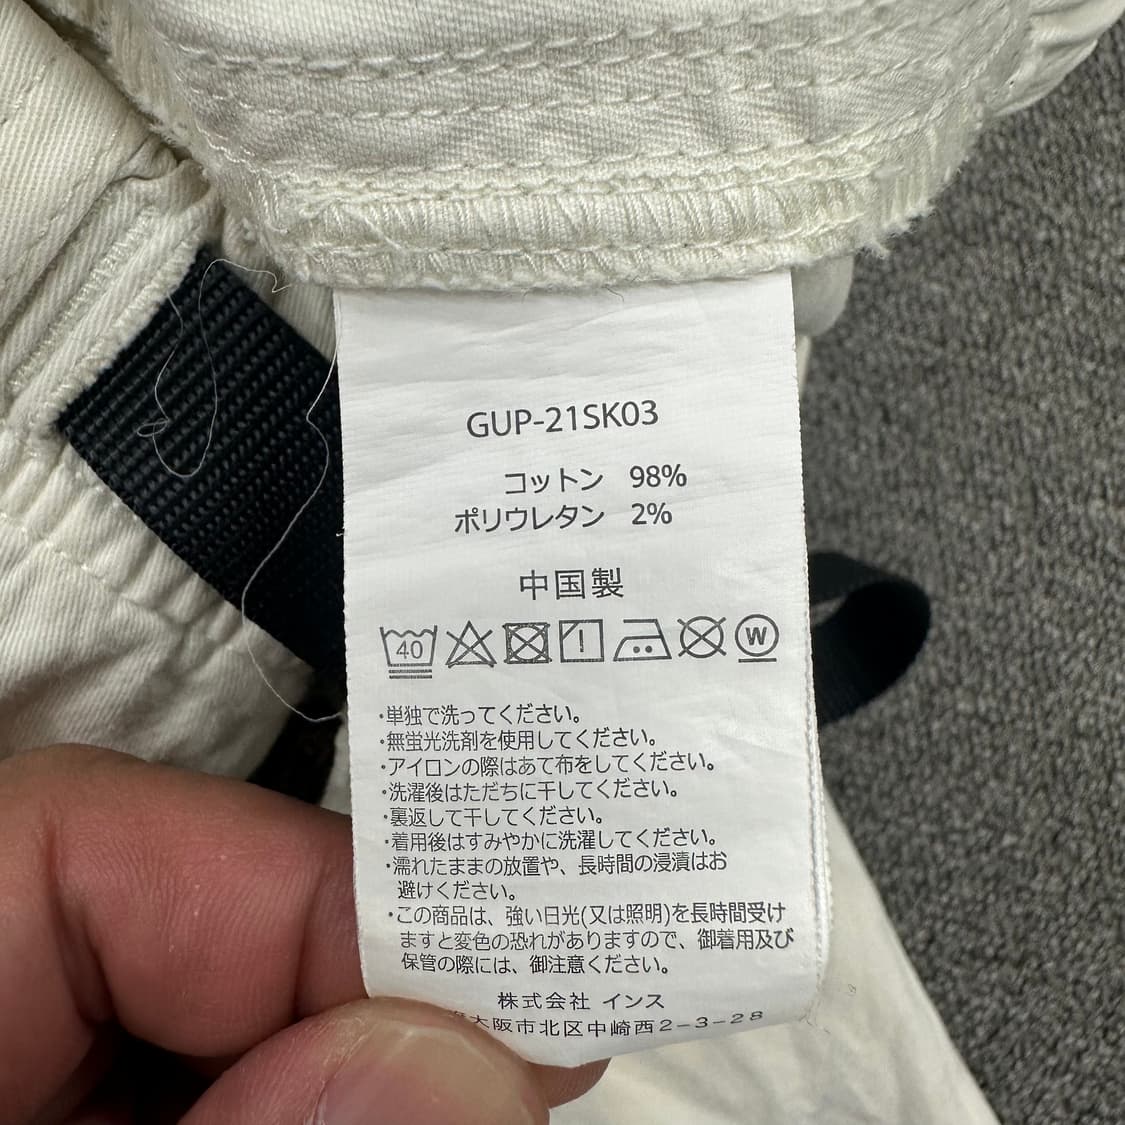 GUP-21SK03
コットン 98%
ポリウレタン 2%
中国製
40
W
・単独で洗ってください。
・無蛍光洗剤を使用してください。
・アイロンの際はあて布をしてください。
・洗濯後はただちに干してください。
・裏返して干してください。
・着用後はすみやかに洗濯してください。
・濡れたままの放置や、長時間の浸漬はお
避けください。
・この商品は、強い日光(又は照明)を長時間受け
ますと変色の恐れがありますので、御着用及び
保管の際には、御注意ください。
株式会社 インス
大阪市北区中崎西2-3-28